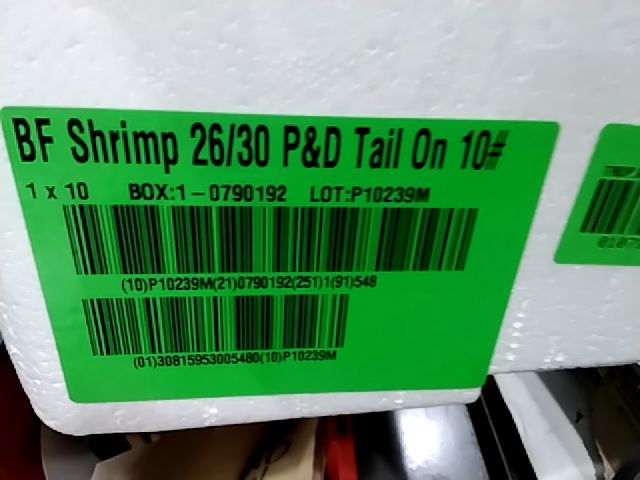 BF Shrimp 26/30 P&D Tail On 10#
1 x 10 BOX:1-0790192 LOT:P10239M
(10)P10239M(21)0790192(251)1(91)548
(01)30815953005480(10)P10239M